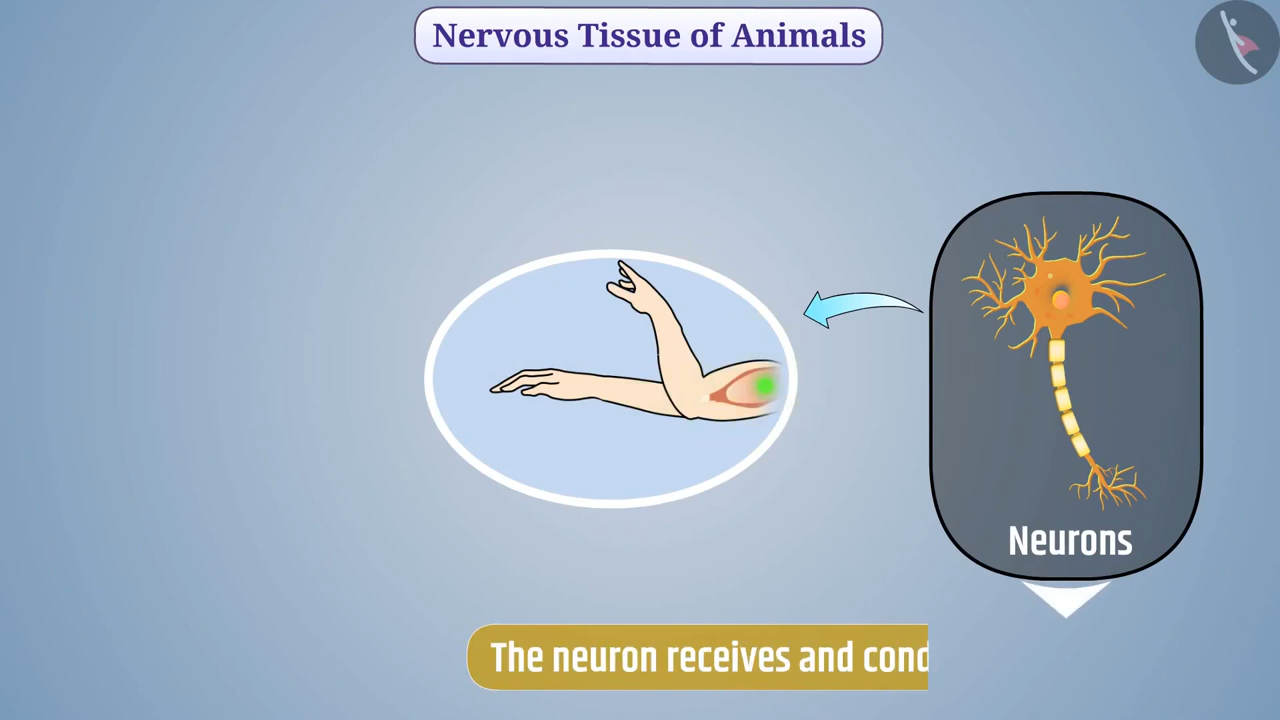 Nervous Tissue of Animals
Neurons
The neuron receives and cond